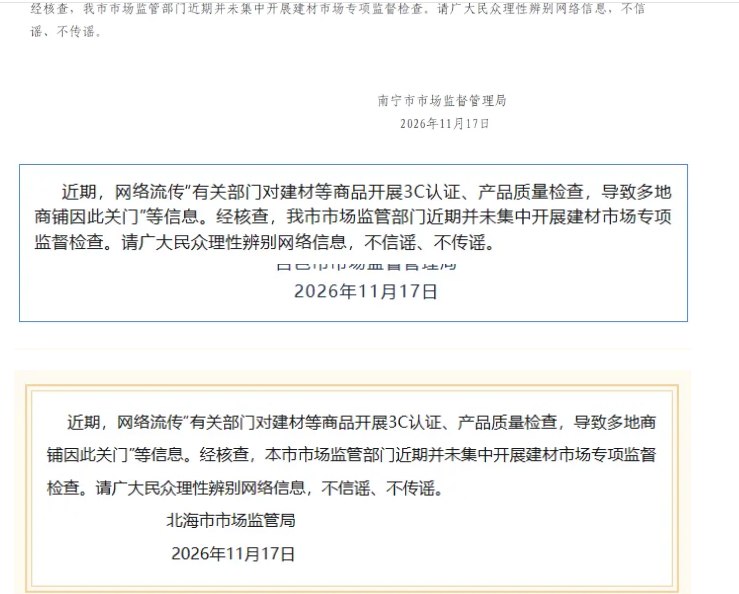 经核查，我市市场监管部门近期并未集中开展建材市场专项监督检查。请广大民众理性辨别网络信息，不信
谣、不传谣。
南宁市市场监督管理局
2026年11月17日
近期，网络流传“有关部门对建材等商品开展3C认证、产品质量检查，导致多地
商铺因此关门”等信息。经核查，我市市场监管部门近期并未集中开展建材市场专项
监督检查。请广大民众理性辨别网络信息，不信谣、不传谣。
百色市市场监督管理局
2026年11月17日
近期，网络流传“有关部门对建材等商品开展3C认证、产品质量检查，导致多地商
铺因此关门”等信息。经核查，本市市场监管部门近期并未集中开展建材市场专项监督
检查。请广大民众理性辨别网络信息，不信谣、不传谣。
北海市市场监管局
2026年11月17日